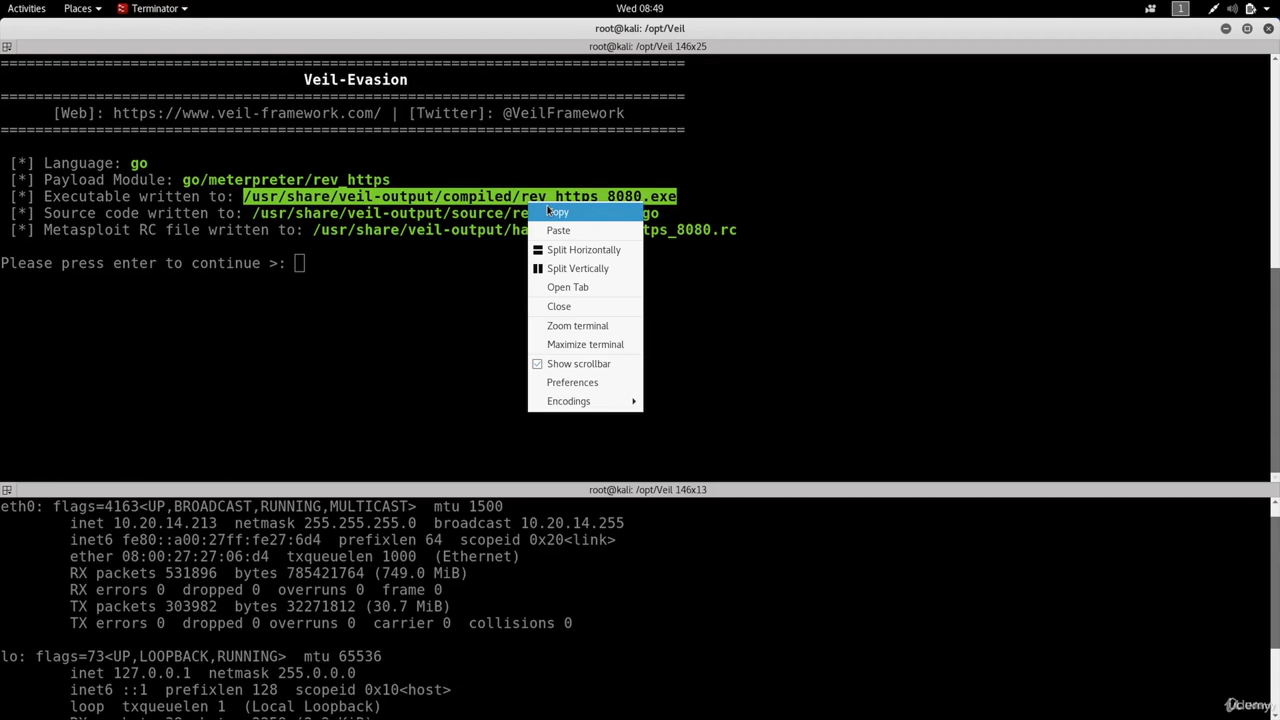 Activities Places Terminator Wed 08:49 1
root@kali: /opt/Veil
root@kali: /opt/Veil 146x25
===========================================================================
Veil-Evasion
===========================================================================
[Web]: https://www.veil-framework.com/ | [Twitter]: @VeilFramework
===========================================================================
[*] Language: go
[*] Payload Module: go/meterpreter/rev_https
[*] Executable written to: /usr/share/veil-output/compiled/rev_https_8080.exe
[*] Source code written to: /usr/share/veil-output/source/re go
[*] Metasploit RC file written to: /usr/share/veil-output/ha tps_8080.rc
Please press enter to continue >:
Copy
Paste
Split Horizontally
Split Vertically
Open Tab
Close
Zoom terminal
Maximize terminal
Show scrollbar
Preferences
Encodings
root@kali: /opt/Veil 146x13
eth0: flags=4163<UP,BROADCAST,RUNNING,MULTICAST> mtu 1500
inet 10.20.14.213 netmask 255.255.255.0 broadcast 10.20.14.255
inet6 fe80::a00:27ff:fe27:6d4 prefixlen 64 scopeid 0x20<link>
ether 08:00:27:27:06:d4 txqueuelen 1000 (Ethernet)
RX packets 531896 bytes 785421764 (749.0 MiB)
RX errors 0 dropped 0 overruns 0 frame 0
TX packets 303982 bytes 32271812 (30.7 MiB)
TX errors 0 dropped 0 overruns 0 carrier 0 collisions 0
lo: flags=73<UP,LOOPBACK,RUNNING> mtu 65536
inet 127.0.0.1 netmask 255.0.0.0
inet6 ::1 prefixlen 128 scopeid 0x10<host>
loop txqueuelen 1 (Local Loopback)
Udemy